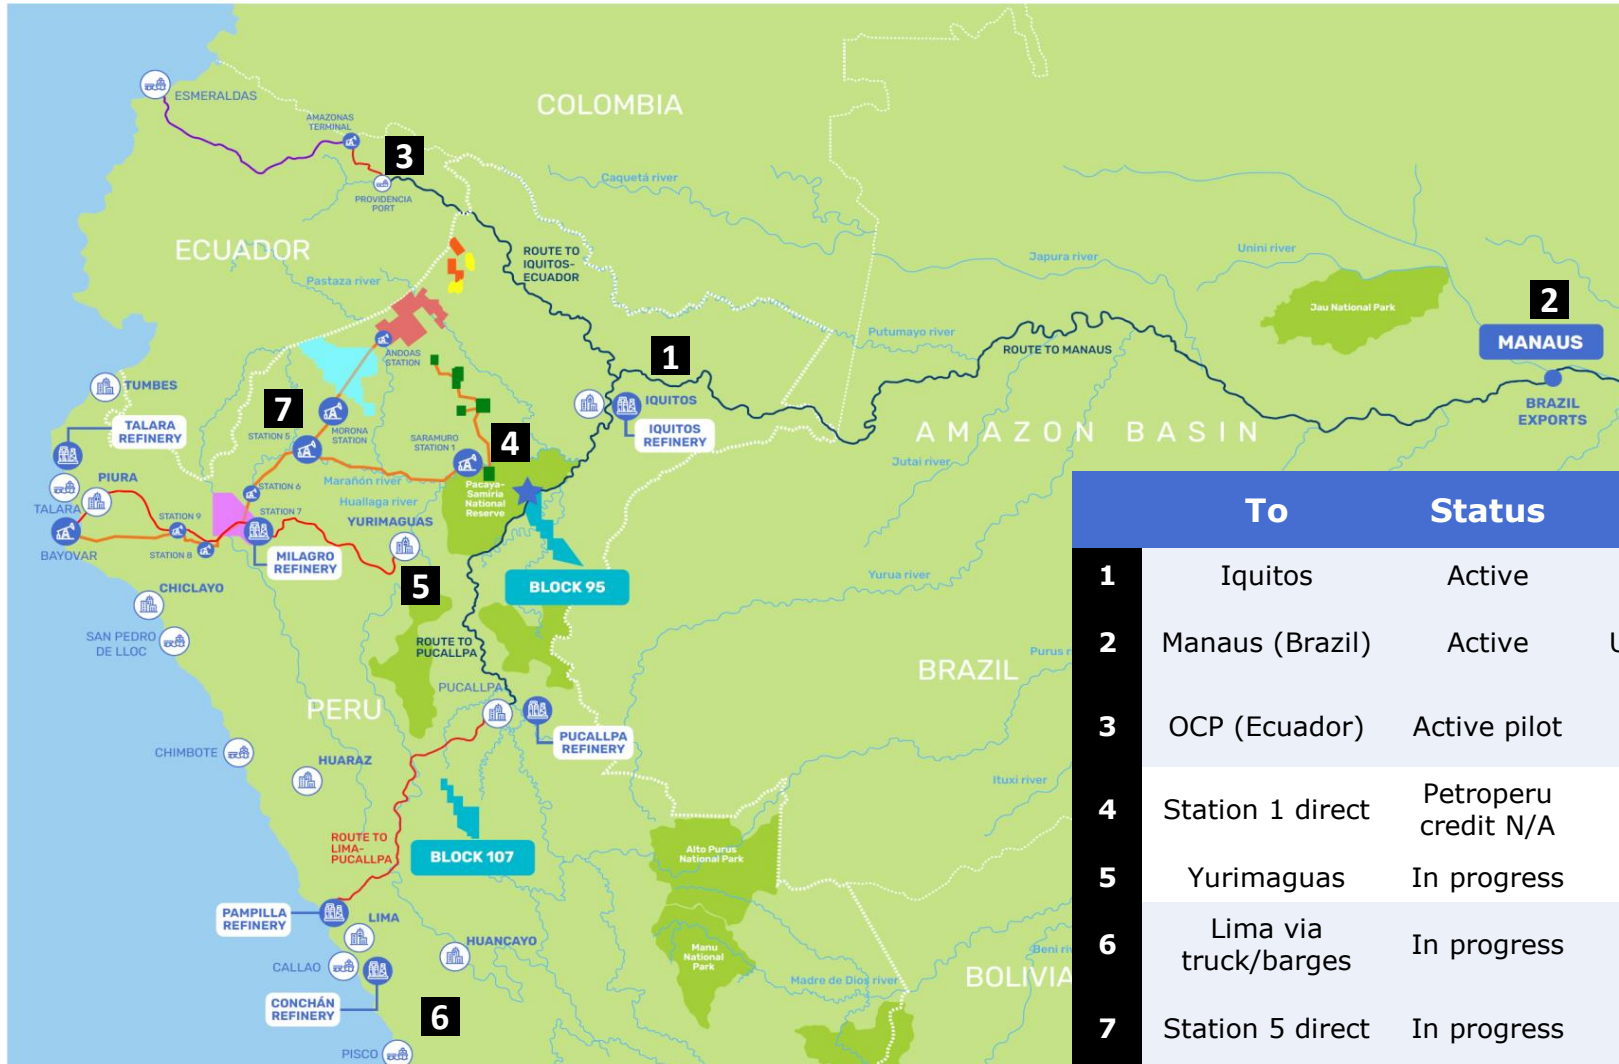 ESMERALDAS
COLOMBIA
AMAZONAS
TERMINAL
3
Caquetá river
PROVIDENCIA
PORT
ECUADOR
ROUTE TO
IQUITOS-
ECUADOR
Japura river
Unini river
Pastaza river
Jau National Park
2
Putumayo river
MANAUS
ANDOAS
STATION
1
ROUTE TO MANAUS
TUMBES
7
IQUITOS
BRAZIL
EXPORTS
TALARA
REFINERY
MORONA
STATION
STATION 5
SARAMURO
STATION 1
4
IQUITOS
REFINERY
AMAZON BASIN
Jutai river
PIURA
Marañón river
STATION 6
Huallaga river
Pacaya-
Samiria
National
Reserve
TALARA
STATION 9
STATION 7
YURIMAGUAS
BAYOVAR
STATION 8
MILAGRO
REFINERY
Yurua river
5
BLOCK 95
CHICLAYO
SAN PEDRO
DE LLOC
ROUTE TO
PUCALLPA
BRAZIL
Purus r
PERU
PUCALLPA
PUCALLPA
REFINERY
CHIMBOTE
HUARAZ
Ituxi river
ROUTE TO
LIMA-
PUCALLPA
BLOCK 107
Alto Purus
National Park
PAMPILLA
REFINERY
LIMA
HUANCAYO
Manu
National
Park
Beni riv
CALLAO
Madre de Dios river
BOLIVIA
CONCHÁN
REFINERY
6
PISCO
To Status
1 Iquitos Active
2 Manaus (Brazil) Active U
3 OCP (Ecuador) Active pilot
4 Station 1 direct Petroperu
credit N/A
5 Yurimaguas In progress
6 Lima via
truck/barges In progress
7 Station 5 direct In progress